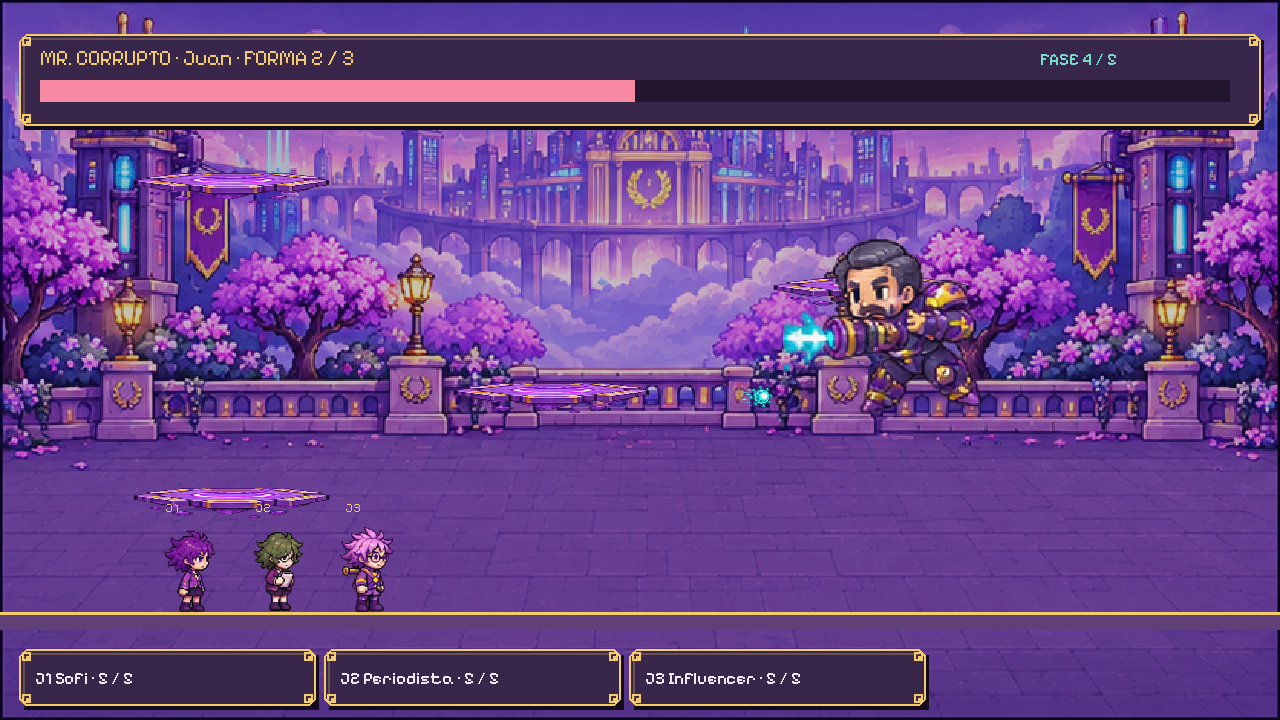 MR. CORRUPTO · Juan · FORMA 2 / 3
FASE 4 / 5
J1
J2
J3
J1 Sofi · 5 / 5
J2 Periodista · 5 / 5
J3 Influencer · 5 / 5